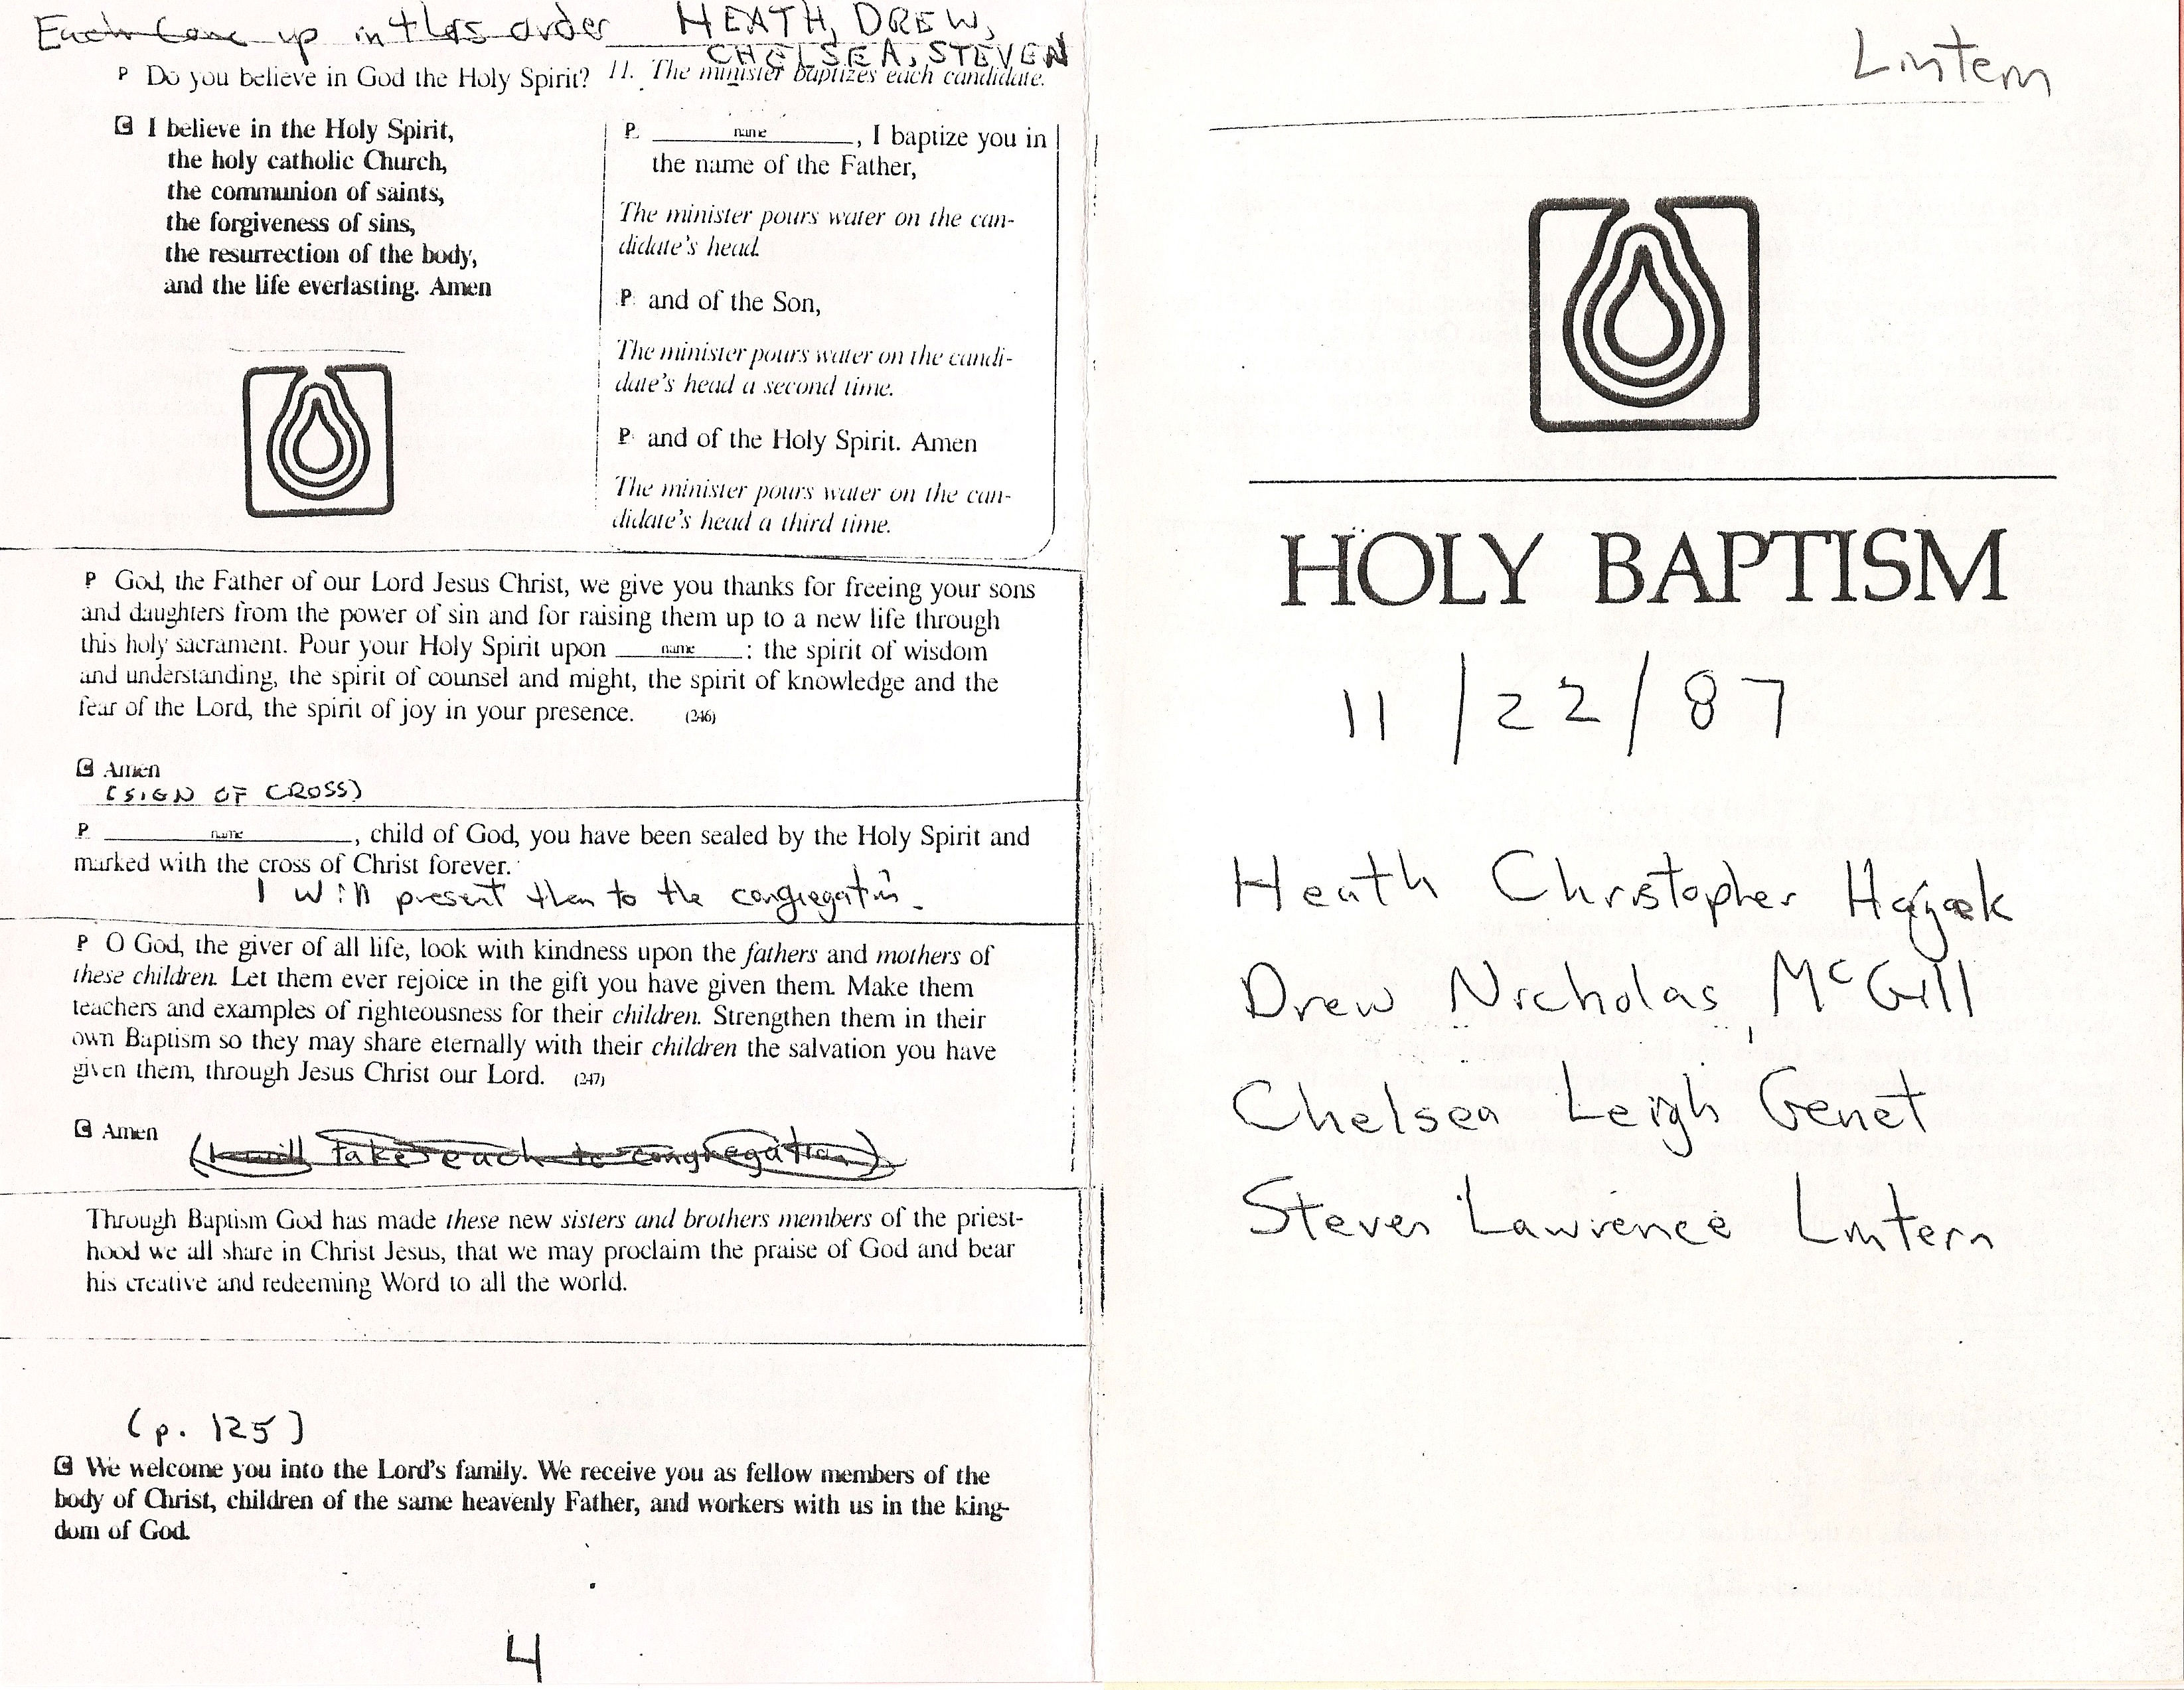 Each Come up in this order HEATH, DREW,
CHELSEA, STEVEN
P Do you believe in God the Holy Spirit?
C I believe in the Holy Spirit,
the holy catholic Church,
the communion of saints,
the forgiveness of sins,
the resurrection of the body,
and the life everlasting. Amen
11. The minister baptizes each candidate.
P name, I baptize you in
the name of the Father,
The minister pours water on the can-
didate's head.
P and of the Son,
The minister pours water on the candi-
date's head a second time.
P and of the Holy Spirit. Amen
The minister pours water on the can-
didate's head a third time.
P God, the Father of our Lord Jesus Christ, we give you thanks for freeing your sons
and daughters from the power of sin and for raising them up to a new life through
this holy sacrament. Pour your Holy Spirit upon name: the spirit of wisdom
and understanding, the spirit of counsel and might, the spirit of knowledge and the
fear of the Lord, the spirit of joy in your presence. (246)
C Amen
(SIGN OF CROSS)
P name, child of God, you have been sealed by the Holy Spirit and
marked with the cross of Christ forever.
I will present them to the congregation.
P O God, the giver of all life, look with kindness upon the fathers and mothers of
these children. Let them ever rejoice in the gift you have given them. Make them
teachers and examples of righteousness for their children. Strengthen them in their
own Baptism so they may share eternally with their children the salvation you have
given them, through Jesus Christ our Lord. (247)
C Amen (I will take each to congregation)
Through Baptism God has made these new sisters and brothers members of the priest-
hood we all share in Christ Jesus, that we may proclaim the praise of God and bear
his creative and redeeming Word to all the world.
(p. 125)
C We welcome you into the Lord's family. We receive you as fellow members of the
body of Christ, children of the same heavenly Father, and workers with us in the king-
dom of God.
4
Lintern
HOLY BAPTISM
11/22/87
Heath Christopher
Drew Nicholas McGill
Chelsea Leigh Genet
Steven Lawrence Lintern